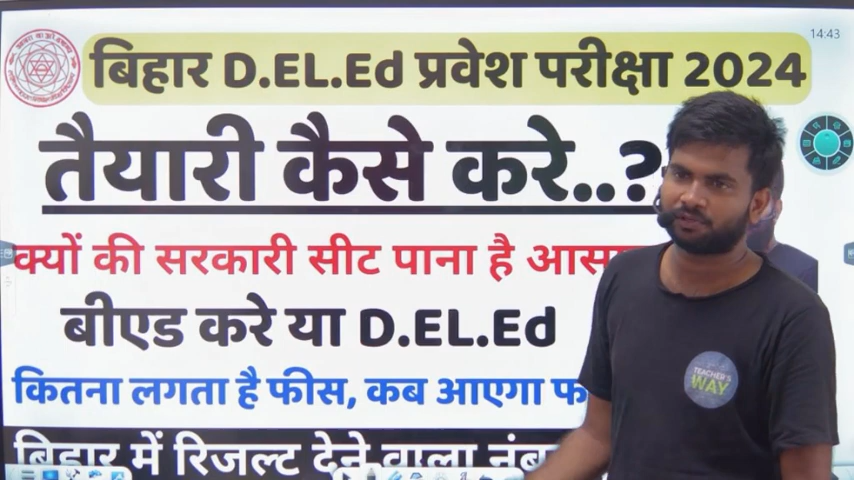 14:43
बिहार D.EL.Ed प्रवेश परीक्षा 2024
तैयारी कैसे करे..?
क्यों की सरकारी सीट पाना है
बीएड करे या D.EL.Ed
कितना लगता है फीस, कब आएगा
TEACHER'S
WAY
बिहार में रिजल्ट देने वाला